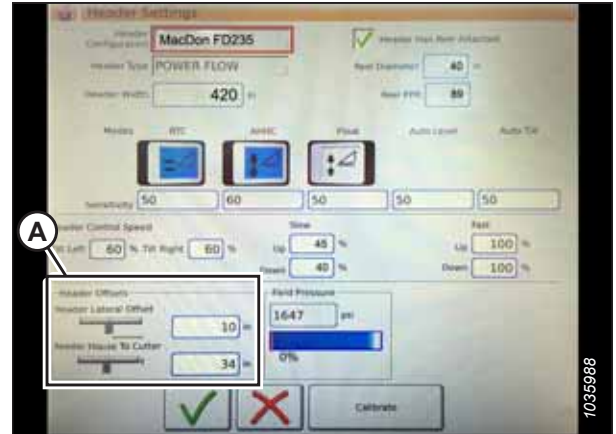 Header Settings
Header Configuration MacDon FD235
Header Has Reel Attached
Header Type POWER FLOW
Reel Diameter 40 in
Header Width 420 in
Reel PPR 89
Modes RTC AHHC Float Auto Level Auto Tilt
Sensitivity 50 60 50 50 50
Header Control Speed
Slow
Fast
A
Tilt Left 60 % Tilt Right 60 %
Up 45 %
Up 100 %
Down 40 %
Down 100 %
Header Offsets
Field Pressure
Header Lateral Offset
1647 psi
10 in
Feeder House To Cutter
0%
34 in
Calibrate
1035988